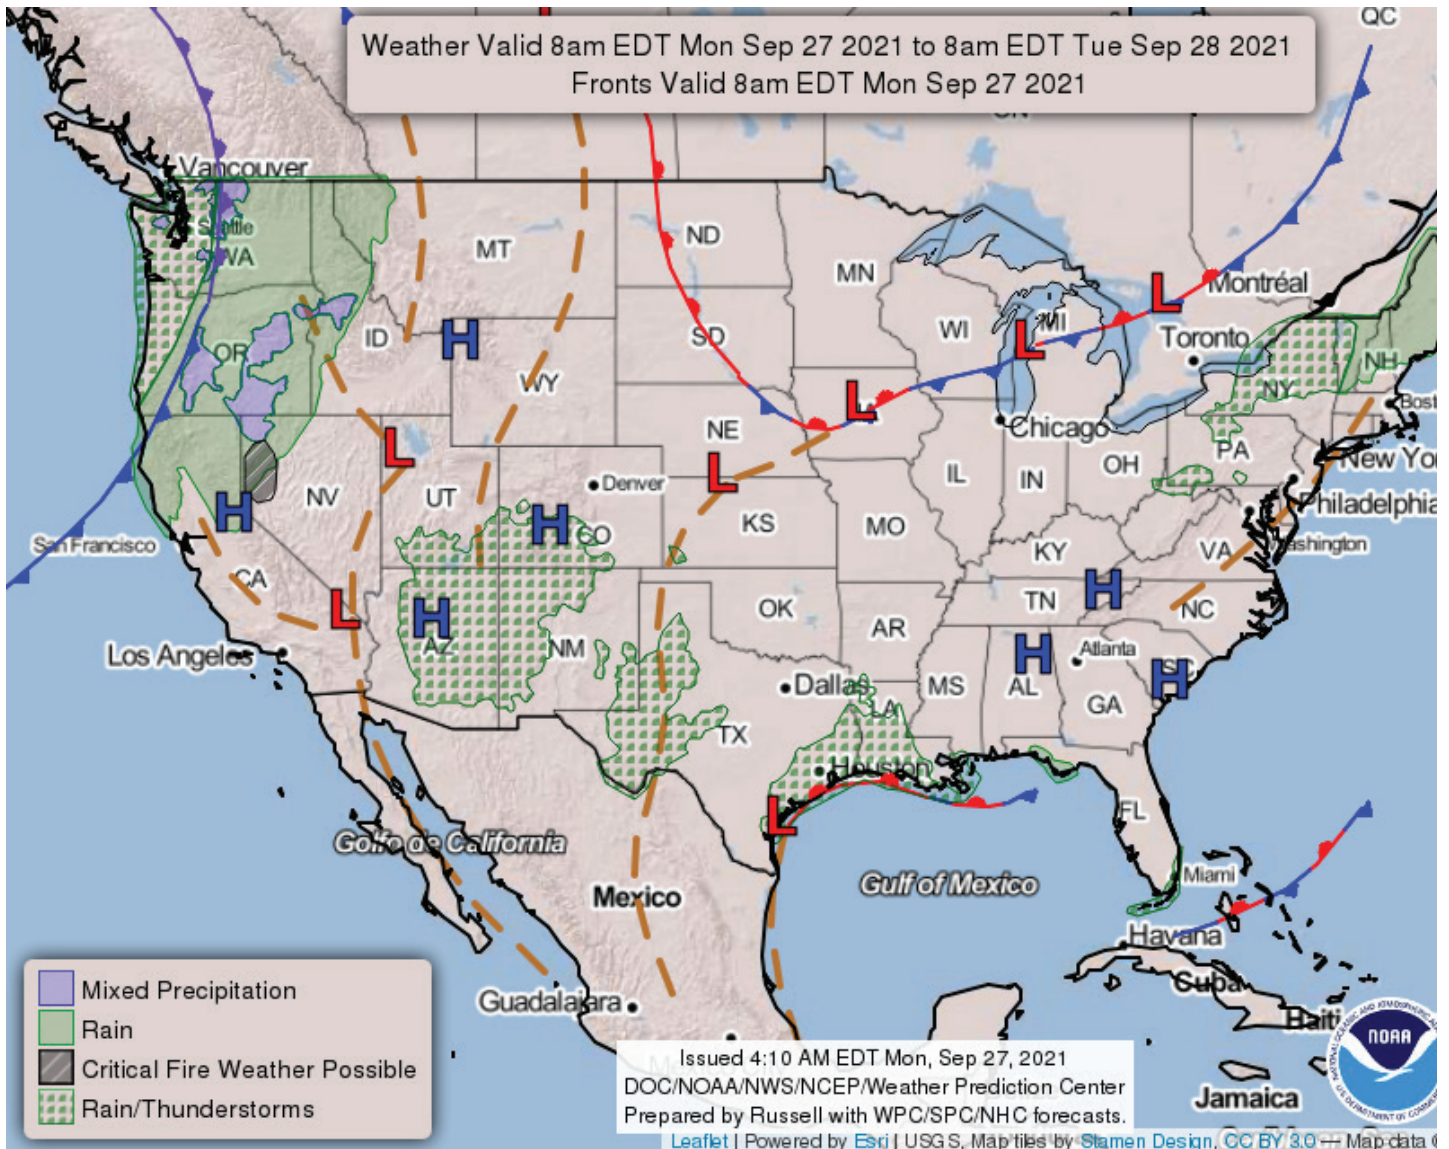 Weather Valid 8am EDT Mon Sep 27 2021 to 8am EDT Tue Sep 28 2021
Fronts Valid 8am EDT Mon Sep 27 2021
QC
Vancouver
Seattle
WA
MT
ND
MN
Montréal
OR
ID
SD
WI
MI
Toronto
NH
WY
NY
Boston
NE
Chicago
PA
New Yo
NV
UT
Denver
IL
IN
OH
Philadelphia
San Francisco
CO
KS
MO
KY
VA
Washington
CA
OK
TN
NC
Los Angeles
AZ
NM
AR
Atlanta
Dallas
MS
AL
SC
LA
GA
TX
Houston
FL
Golfo de California
Gulf of Mexico
Miami
Mexico
Havana
Cuba
Haiti
Guadalajara
Jamaica
H
H
H
H
H
H
H
L
L
L
L
L
L
L
Mixed Precipitation
Rain
Critical Fire Weather Possible
Rain/Thunderstorms
NOAA
Issued 4:10 AM EDT Mon, Sep 27, 2021
DOC/NOAA/NWS/NCEP/Weather Prediction Center
Prepared by Russell with WPC/SPC/NHC forecasts.
Leaflet | Powered by Esri | USGS, Map tiles by Stamen Design, CC BY 3.0 — Map data ©